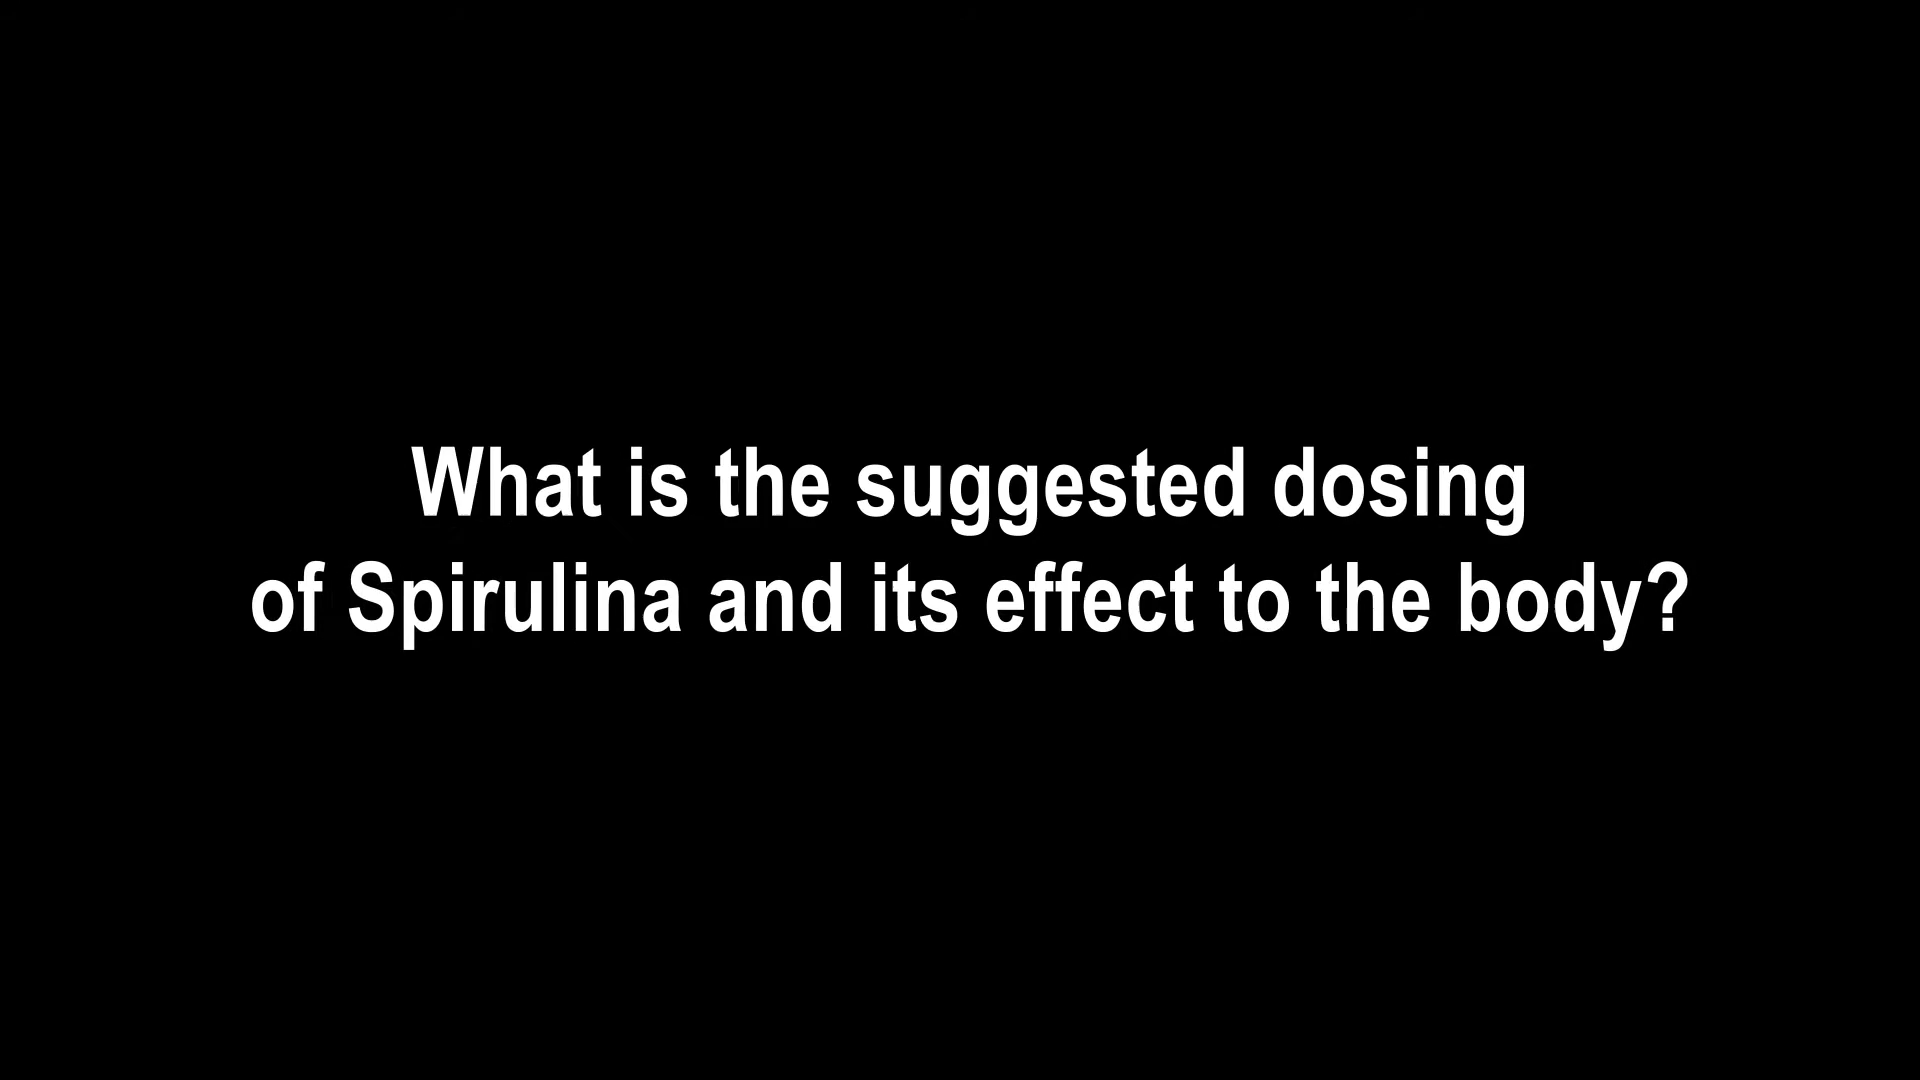 What is the suggested dosing
of Spirulina and its effect to the body?